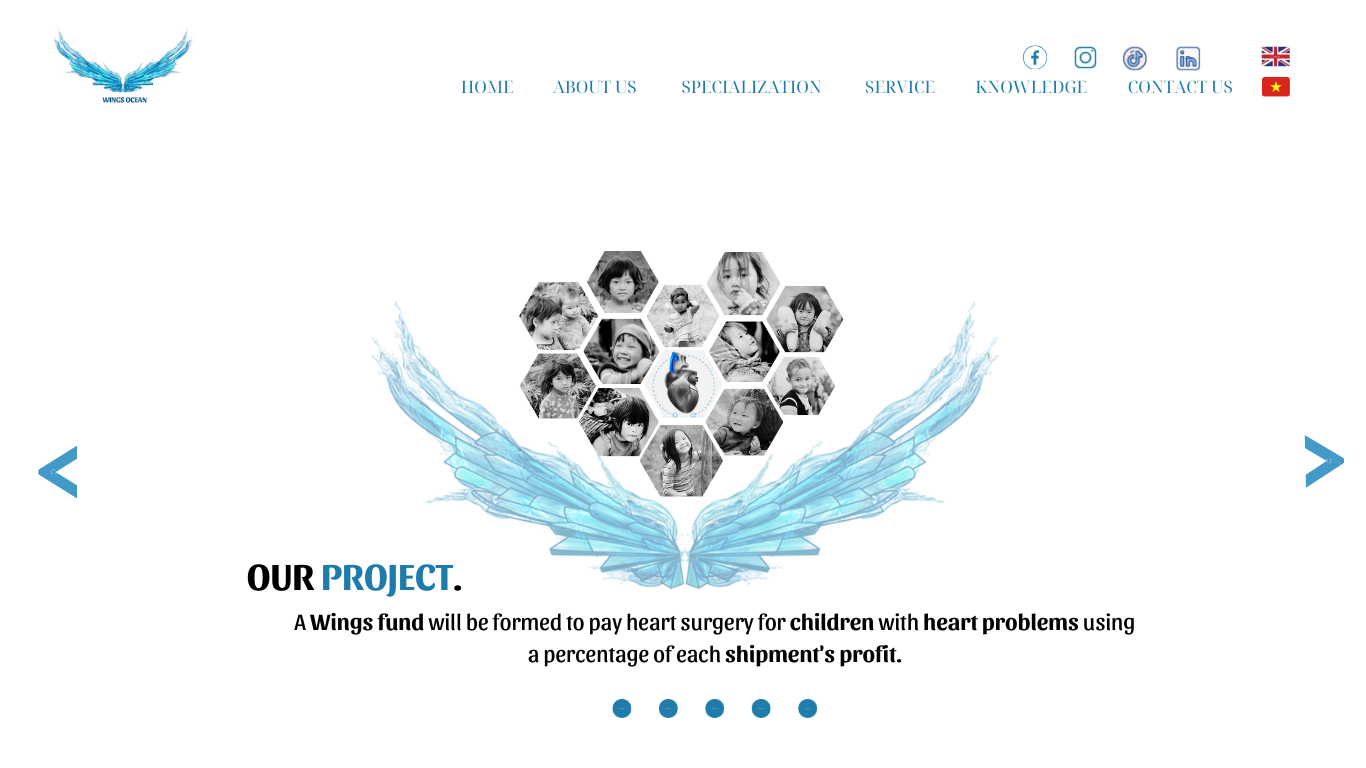 WINGS OCEAN
HOME ABOUT US SPECIALIZATION SERVICE KNOWLEDGE CONTACT US
<
>
OUR PROJECT.
A Wings fund will be formed to pay heart surgery for children with heart problems using
a percentage of each shipment's profit.